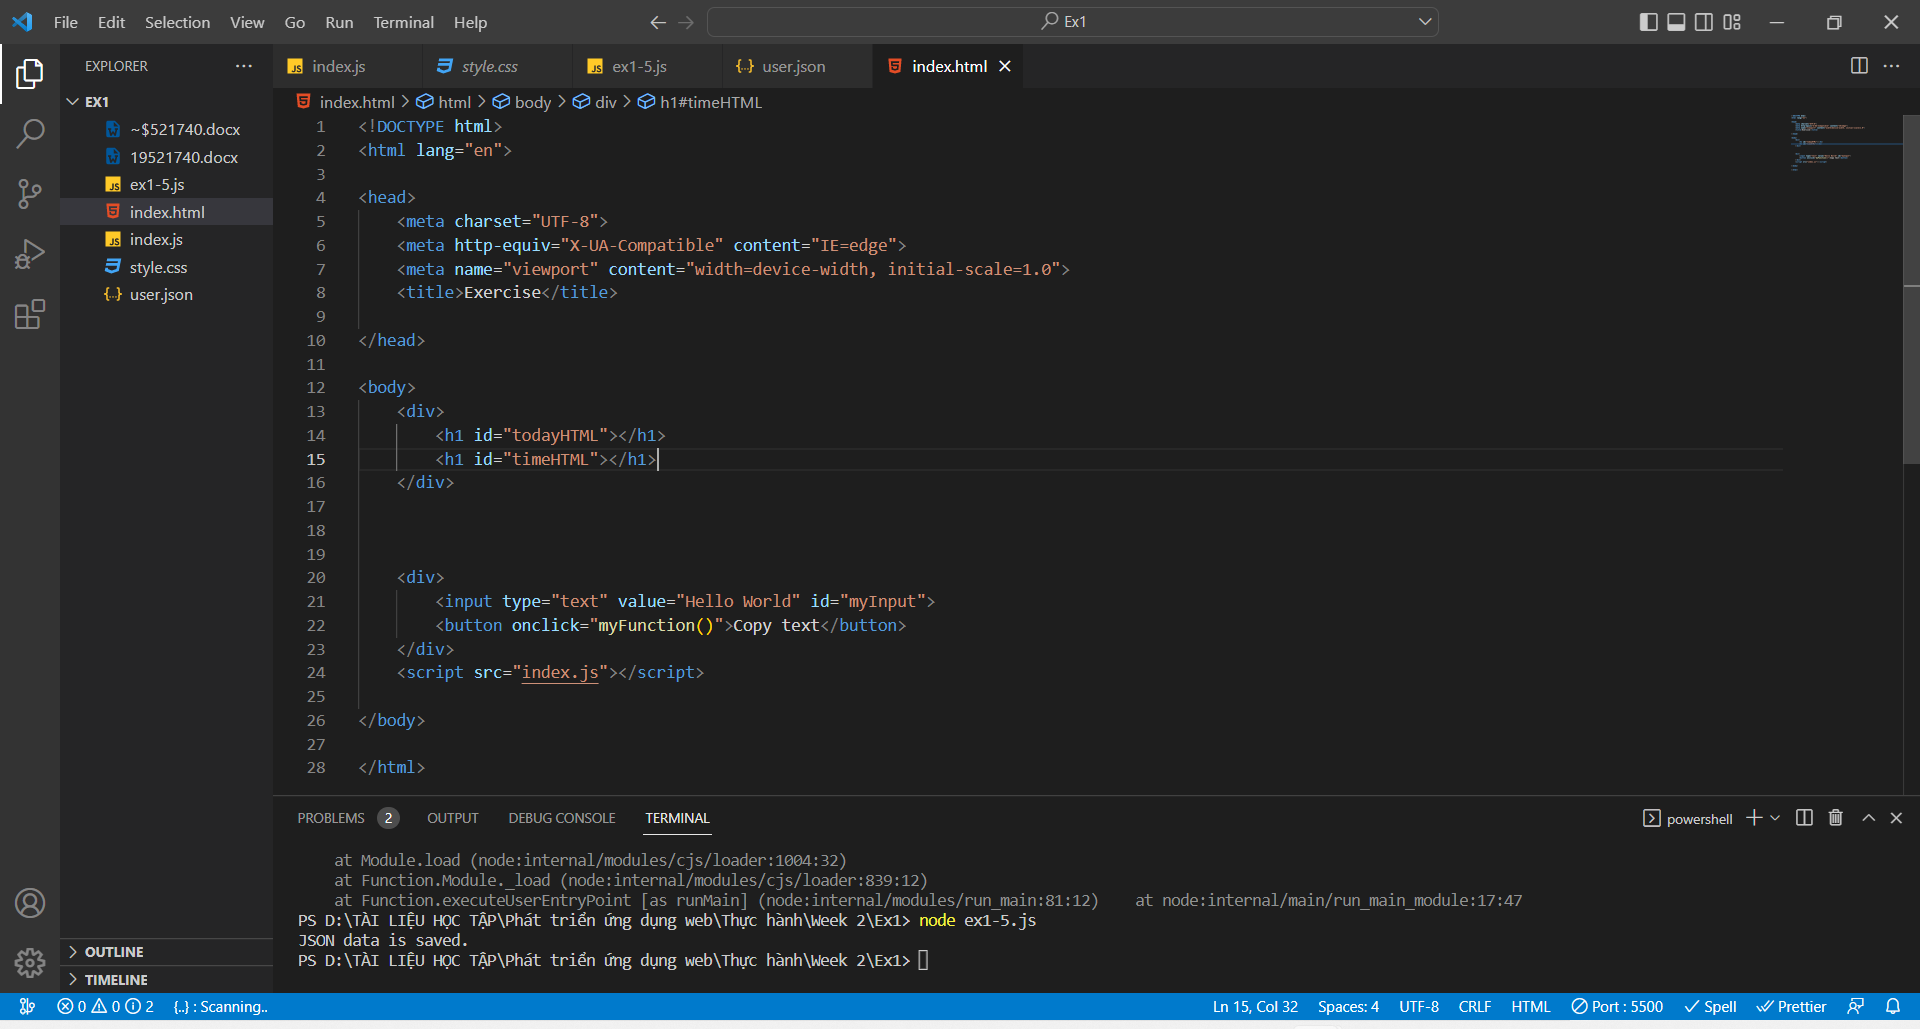 File Edit Selection View Go Run Terminal Help
Ex1
EXPLORER
EX1
~$521740.docx
19521740.docx
ex1-5.js
index.html
index.js
style.css
user.json
OUTLINE
TIMELINE
index.js style.css ex1-5.js user.json index.html
index.html > html > body > div > h1#timeHTML
1 <!DOCTYPE html>
2 <html lang="en">
3
4 <head>
5     <meta charset="UTF-8">
6     <meta http-equiv="X-UA-Compatible" content="IE=edge">
7     <meta name="viewport" content="width=device-width, initial-scale=1.0">
8     <title>Exercise</title>
9
10 </head>
11
12 <body>
13     <div>
14         <h1 id="todayHTML"></h1>
15         <h1 id="timeHTML"></h1>
16     </div>
17
18
19
20     <div>
21         <input type="text" value="Hello World" id="myInput">
22         <button onclick="myFunction()">Copy text</button>
23     </div>
24     <script src="index.js"></script>
25
26 </body>
27
28 </html>
PROBLEMS 2 OUTPUT DEBUG CONSOLE TERMINAL
powershell
    at Module.load (node:internal/modules/cjs/loader:1004:32)
    at Function.Module._load (node:internal/modules/cjs/loader:839:12)
    at Function.executeUserEntryPoint [as runMain] (node:internal/modules/run_main:81:12)    at node:internal/main/run_main_module:17:47
PS D:\TÀI LIỆU HỌC TẬP\Phát triển ứng dụng web\Thực hành\Week 2\Ex1> node ex1-5.js
JSON data is saved.
PS D:\TÀI LIỆU HỌC TẬP\Phát triển ứng dụng web\Thực hành\Week 2\Ex1>
0 0 2 {..} : Scanning.. Ln 15, Col 32 Spaces: 4 UTF-8 CRLF HTML Port : 5500 Spell Prettier